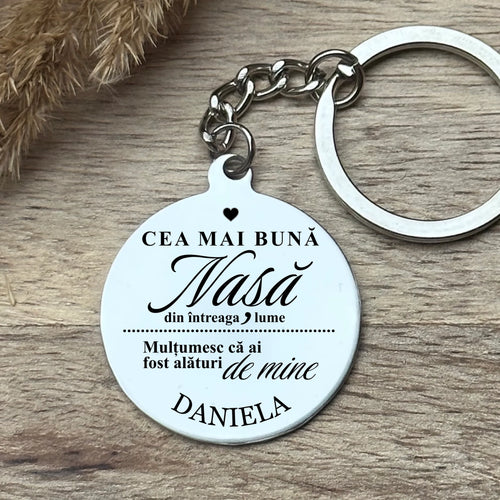 CEA MAI BUNĂ
Nasă
din întreaga, lume
Mulțumesc că ai
fost alături de mine
DANIELA